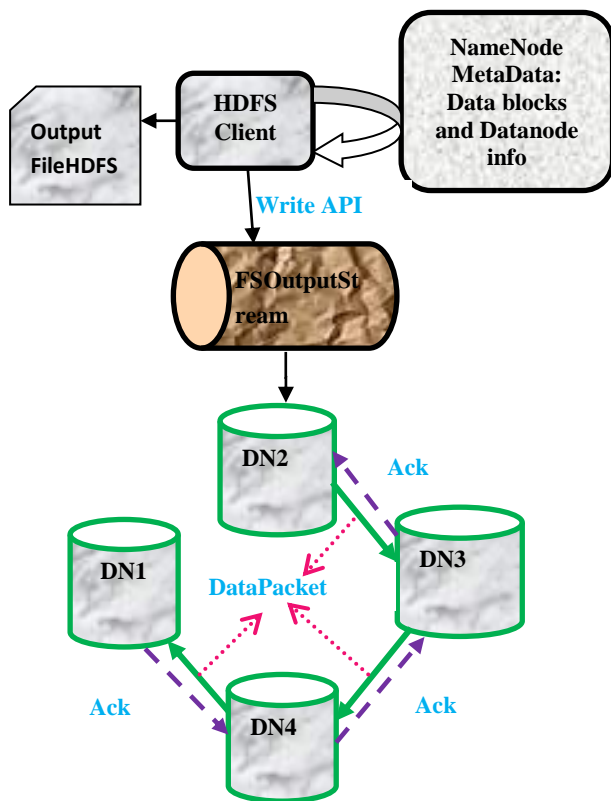 NameNode
MetaData:
Data blocks
and Datanode
info
HDFS
Client
Output
FileHDFS
Write API
FSOutputSt
ream
DN2
Ack
DN1
DN3
DataPacket
Ack
Ack
DN4